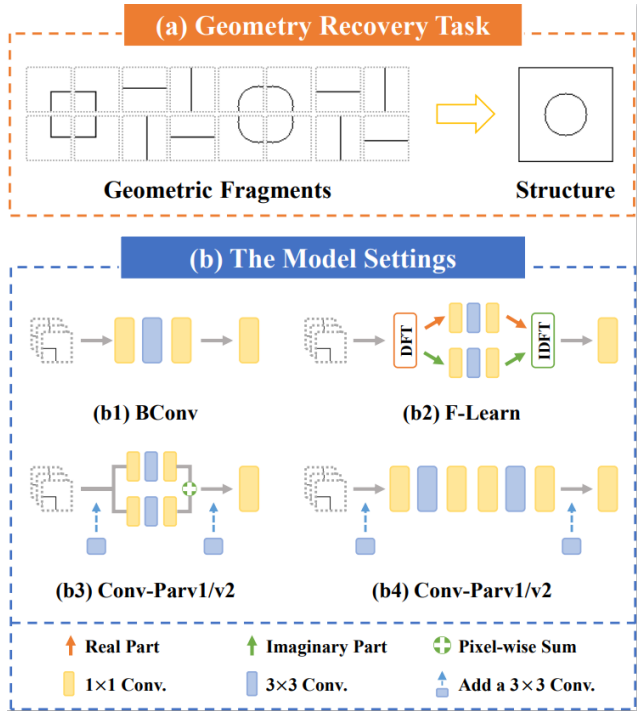 (a) Geometry Recovery Task
Geometric Fragments
Structure
(b) The Model Settings
DFT
IDFT
(b1) BConv
(b2) F-Learn
(b3) Conv-Parv1/v2
(b4) Conv-Parv1/v2
Real Part
Imaginary Part
Pixel-wise Sum
1×1 Conv.
3×3 Conv.
Add a 3×3 Conv.